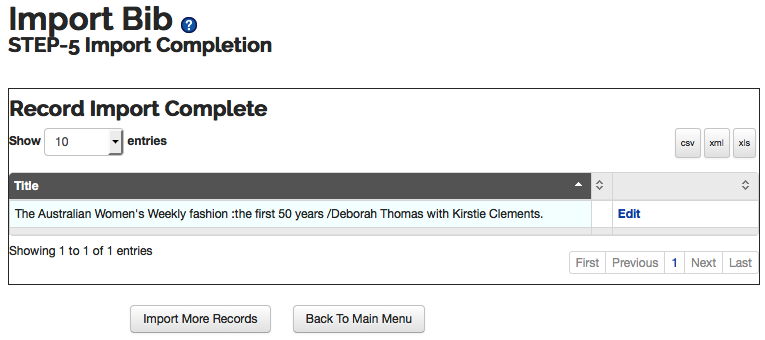 Import Bib ?
STEP-5 Import Completion
Record Import Complete
Show 10 entries
csv xml xls
Title
The Australian Women's Weekly fashion :the first 50 years /Deborah Thomas with Kirstie Clements. Edit
Showing 1 to 1 of 1 entries
First Previous 1 Next Last
Import More Records Back To Main Menu